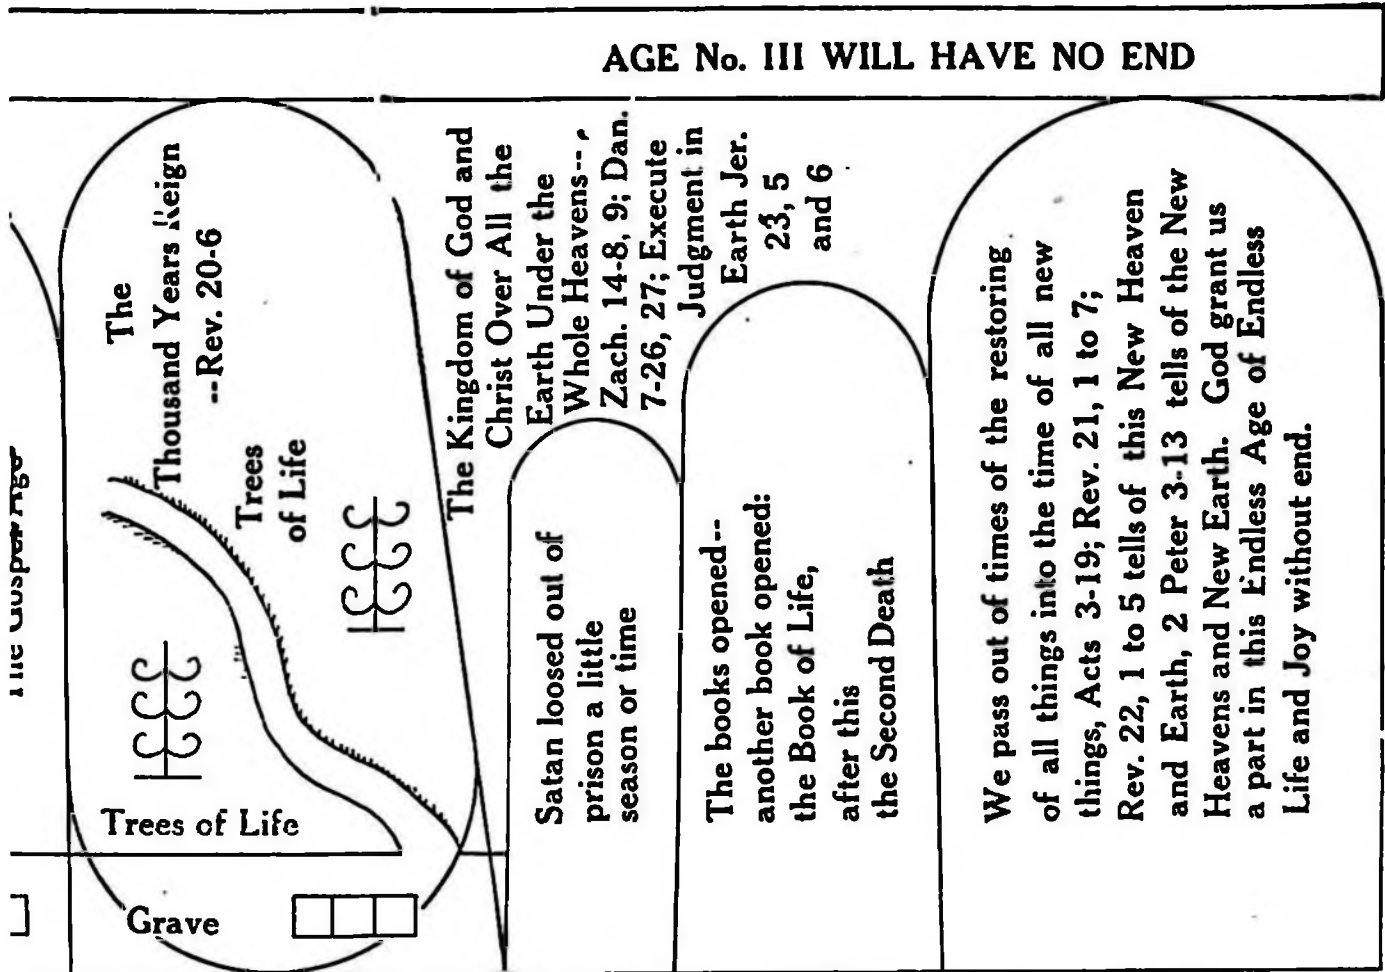 AGE No. III WILL HAVE NO END
The Gospel Age
The
Thousand Years Reign
--Rev. 20-6
Trees
of Life
Trees of Life
Grave
The Kingdom of God and
Christ Over All the
Earth Under the
Whole Heavens--,
Zach. 14-8, 9; Dan.
7-26, 27; Execute
Judgment in
Earth Jer.
23, 5
and 6
Satan loosed out of
prison a little
season or time
The books opened--
another book opened:
the Book of Life,
after this
the Second Death
We pass out of times of the restoring
of all things into the time of all new
things, Acts 3-19; Rev. 21, 1 to 7;
Rev. 22, 1 to 5 tells of this New Heaven
and Earth, 2 Peter 3-13 tells of the New
Heavens and New Earth. God grant us
a part in this Endless Age of Endless
Life and Joy without end.